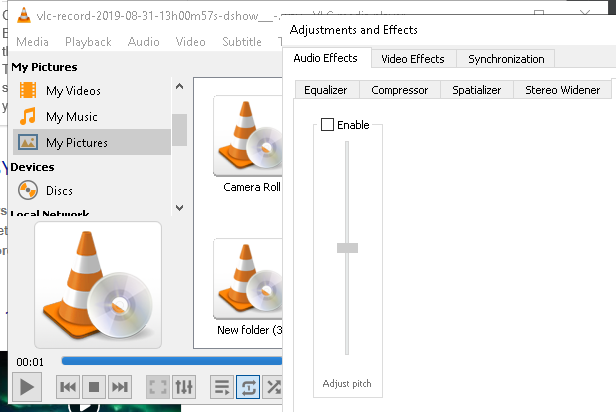 vlc-record-2019-08-31-13h00m57s-dshow___-.
Media Playback Audio Video Subtitle T
My Pictures
My Videos
My Music
My Pictures
Devices
Discs
Local Network
Camera Roll
New folder (3
00:01
Adjustments and Effects
Audio Effects Video Effects Synchronization
Equalizer Compressor Spatializer Stereo Widener
Enable
Adjust pitch